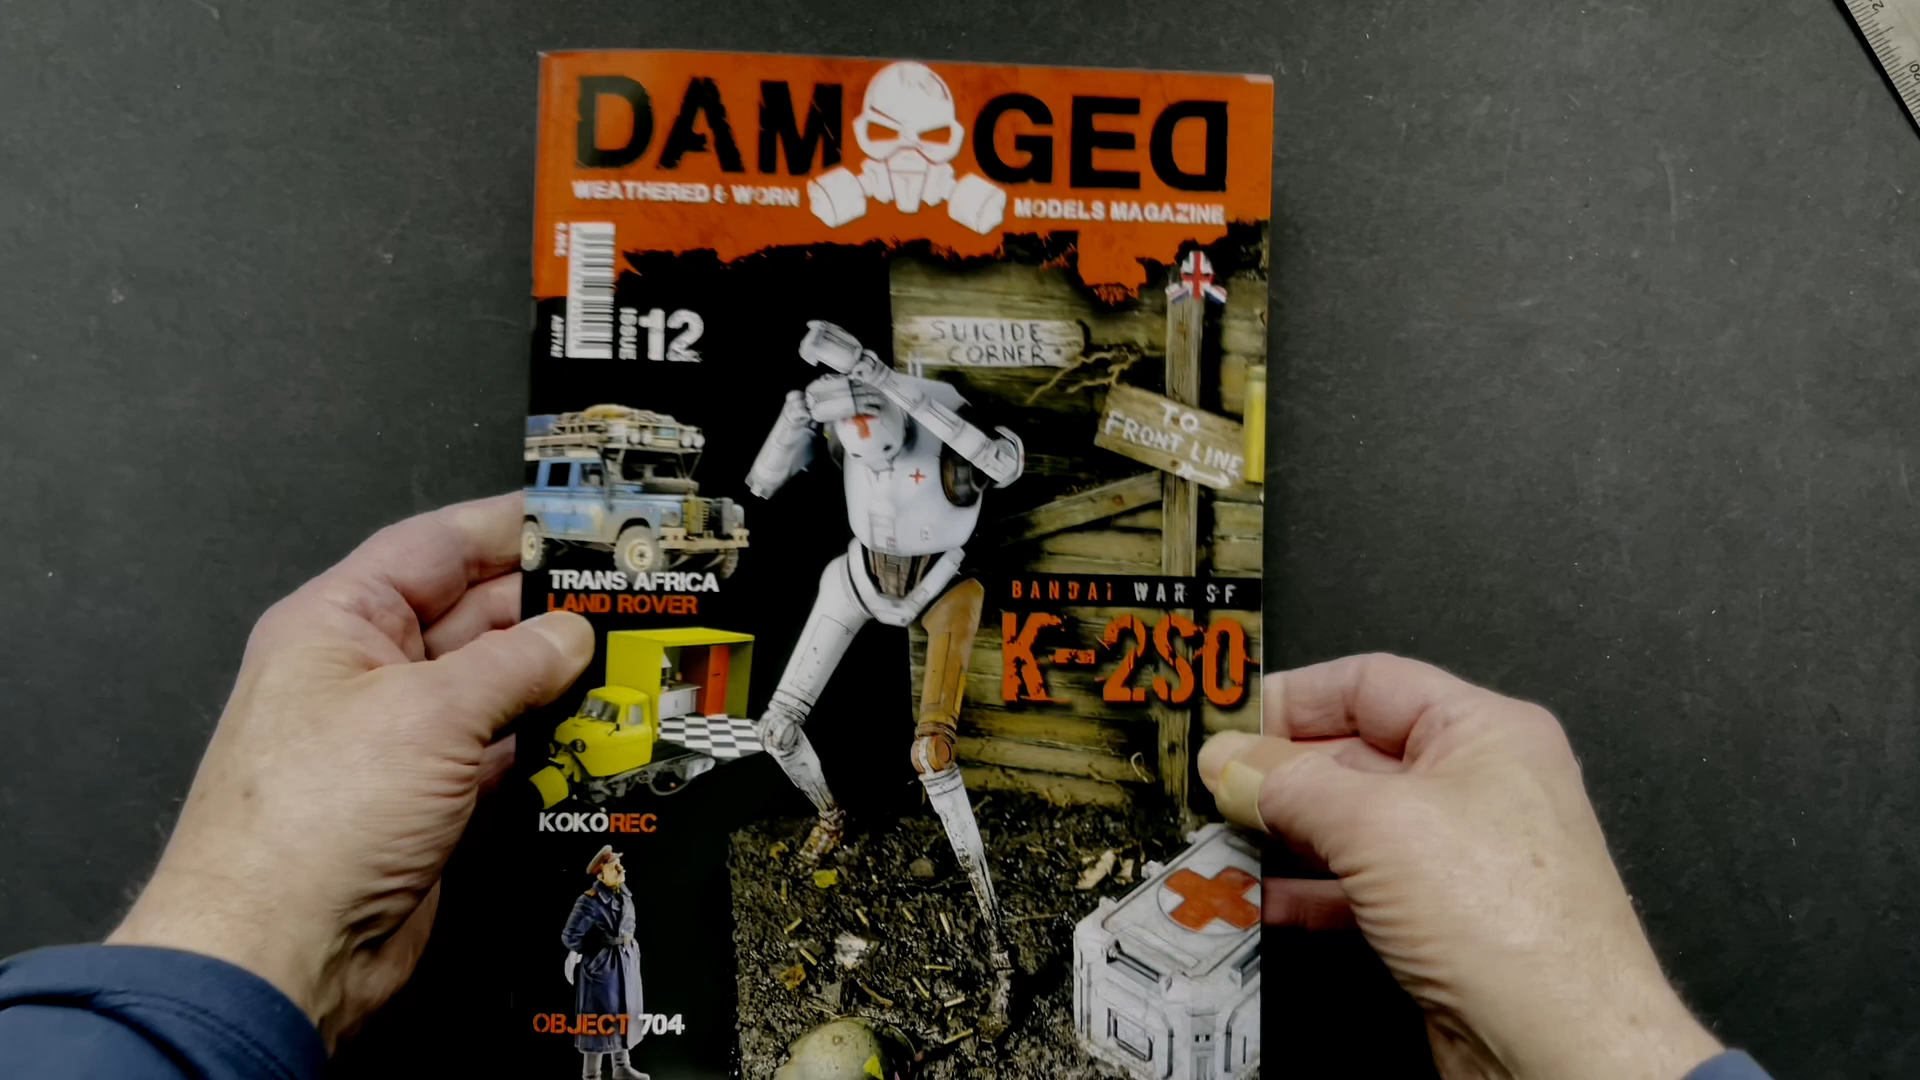 DAMAGED
WEATHERED & WORN
MODELS MAGAZINE
ISSUE 12
SUICIDE
CORNER
TO
FRONT LINE
TRANS AFRICA
LAND ROVER
BANDAI WAR SF
K-2SO
KOKOREC
OBJECT 704